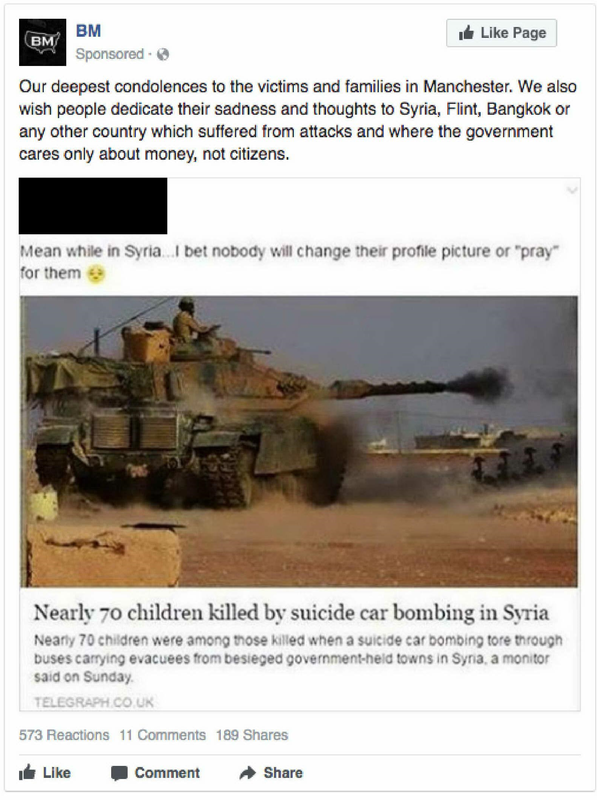 BM
BM
Sponsored ·
Like Page
Our deepest condolences to the victims and families in Manchester. We also
wish people dedicate their sadness and thoughts to Syria, Flint, Bangkok or
any other country which suffered from attacks and where the government
cares only about money, not citizens.
Mean while in Syria...I bet nobody will change their profile picture or "pray"
for them 😔
Nearly 70 children killed by suicide car bombing in Syria
Nearly 70 children were among those killed when a suicide car bombing tore through
buses carrying evacuees from besieged government-held towns in Syria, a monitor
said on Sunday.
TELEGRAPH.CO.UK
573 Reactions 11 Comments 189 Shares
Like Comment Share